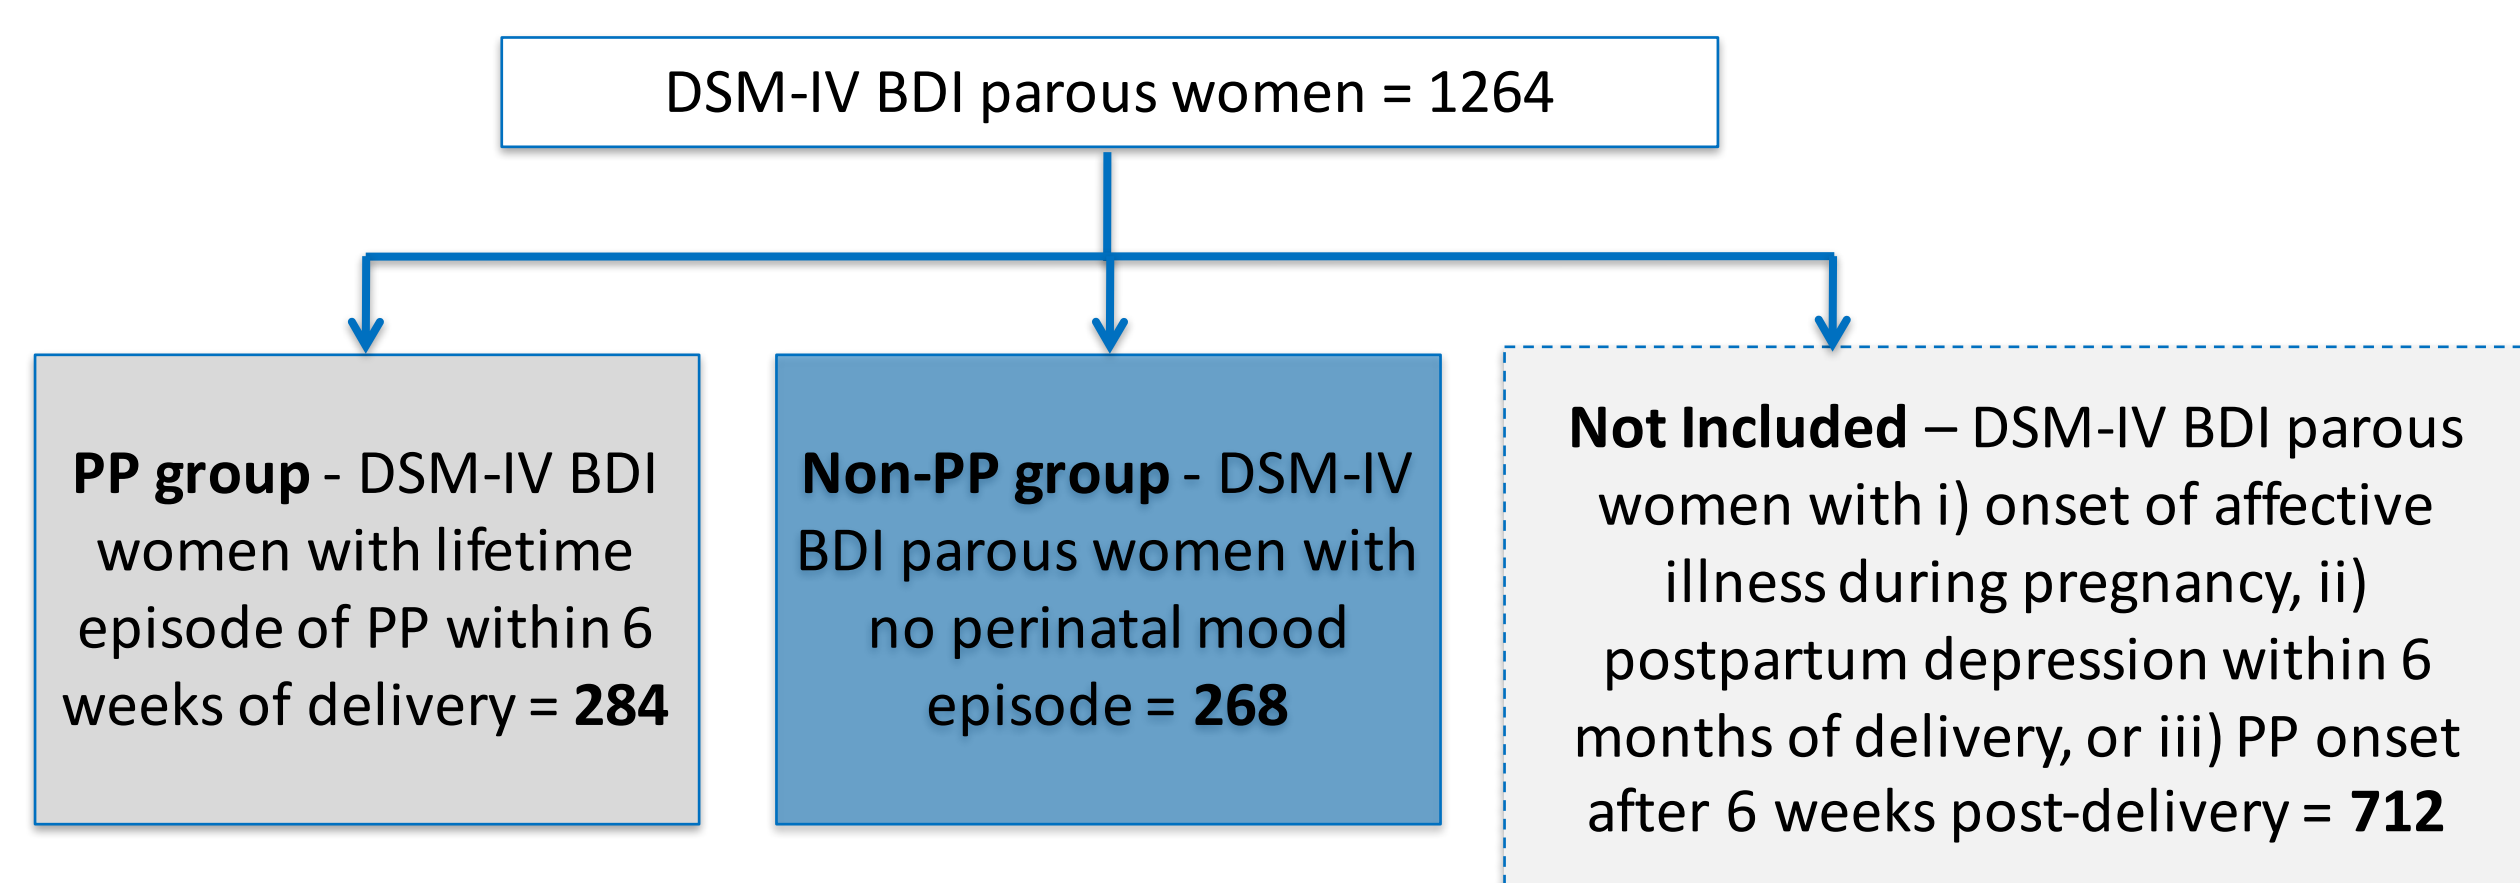 DSM-IV BDI parous women = 1264
PP group - DSM-IV BDI
women with lifetime
episode of PP within 6
weeks of delivery = 284
Non-PP group - DSM-IV
BDI parous women with
no perinatal mood
episode = 268
Not Included – DSM-IV BDI parous
women with i) onset of affective
illness during pregnancy, ii)
postpartum depression within 6
months of delivery, or iii) PP onset
after 6 weeks post-delivery = 712